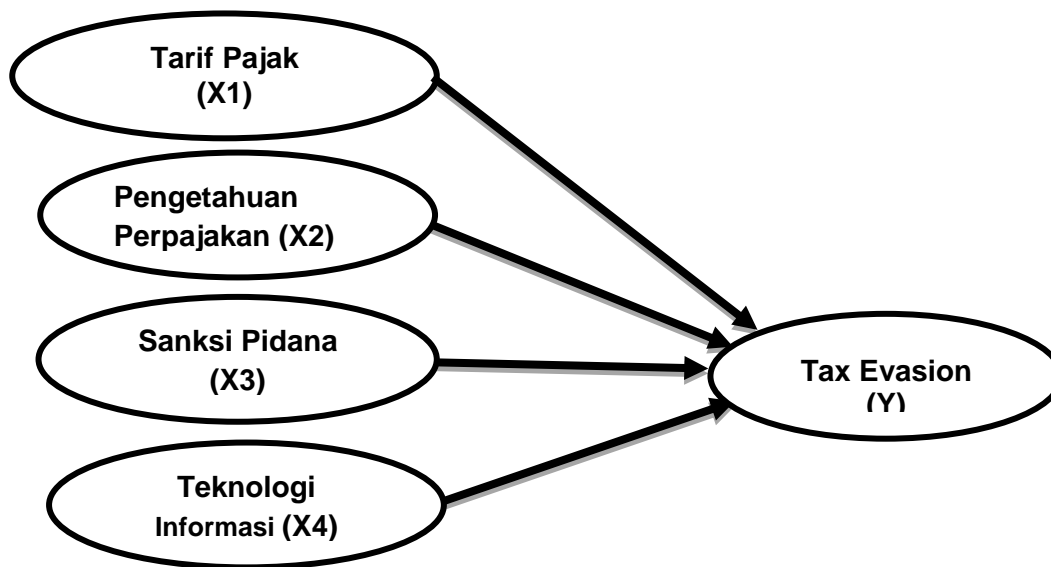 Tarif Pajak
(X1)
Pengetahuan
Perpajakan (X2)
Sanksi Pidana
(X3)
Teknologi
Informasi (X4)
Tax Evasion
(Y)